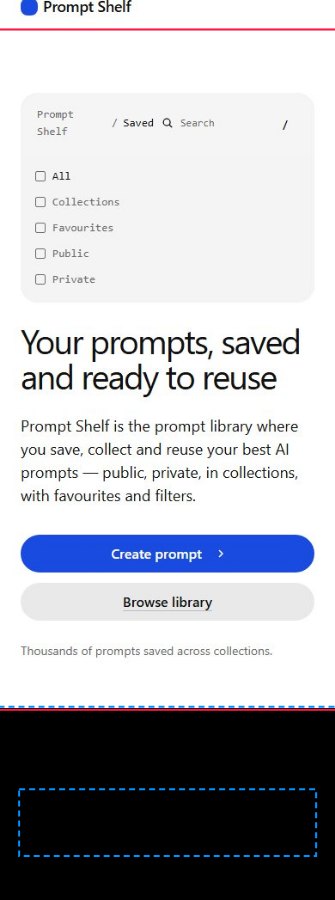 Prompt Shelf
Prompt
Shelf
/ Saved Search /
All
Collections
Favourites
Public
Private
Your prompts, saved
and ready to reuse
Prompt Shelf is the prompt library where
you save, collect and reuse your best AI
prompts — public, private, in collections,
with favourites and filters.
Create prompt
Browse library
Thousands of prompts saved across collections.